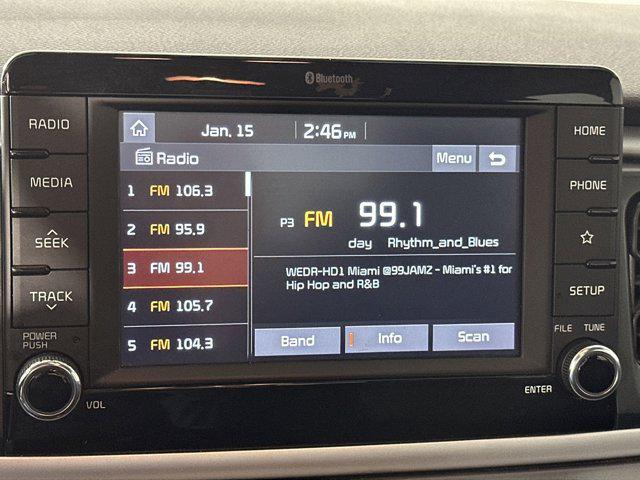 Bluetooth
RADIO
MEDIA
SEEK
TRACK
POWER
PUSH
VOL
Jan. 15 2:46 PM
Radio Menu
1 FM 106.3
2 FM 95.9
3 FM 99.1
4 FM 105.7
5 FM 104.3
P3 FM 99.1
day Rhythm_and_Blues
WEDR-HD1 Miami @99JAMZ - Miami's #1 for
Hip Hop and R&B
Band Info Scan
HOME
PHONE
SETUP
FILE TUNE
ENTER